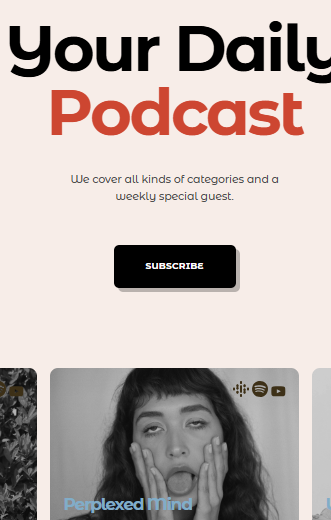 Your Daily
Podcast
We cover all kinds of categories and a
weekly special guest.
SUBSCRIBE
Perplexed Mind